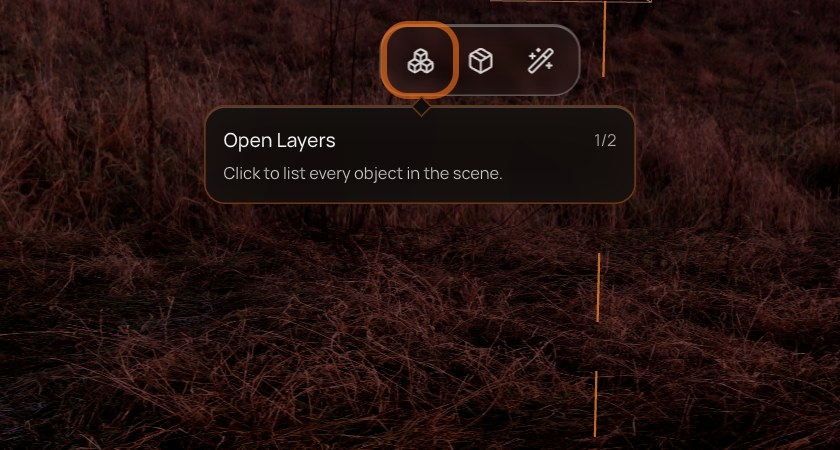 Open Layers
1/2
Click to list every object in the scene.